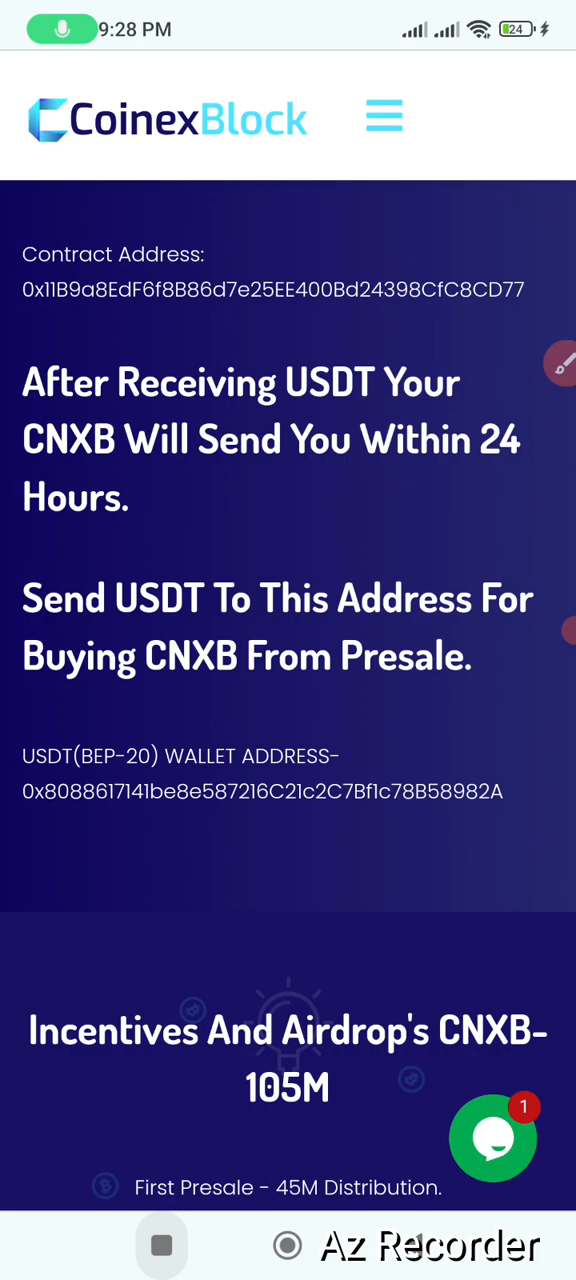 9:28 PM
24
CoinexBlock
Contract Address:
0x11B9a8EdF6f8B86d7e25EE400Bd24398CfC8CD77
After Receiving USDT Your
CNXB Will Send You Within 24
Hours.
Send USDT To This Address For
Buying CNXB From Presale.
USDT(BEP-20) WALLET ADDRESS-
0x8088617141be8e587216C21c2C7Bf1c78B58982A
Incentives And Airdrop's CNXB-
105M
1
First Presale - 45M Distribution.
Az Recorder